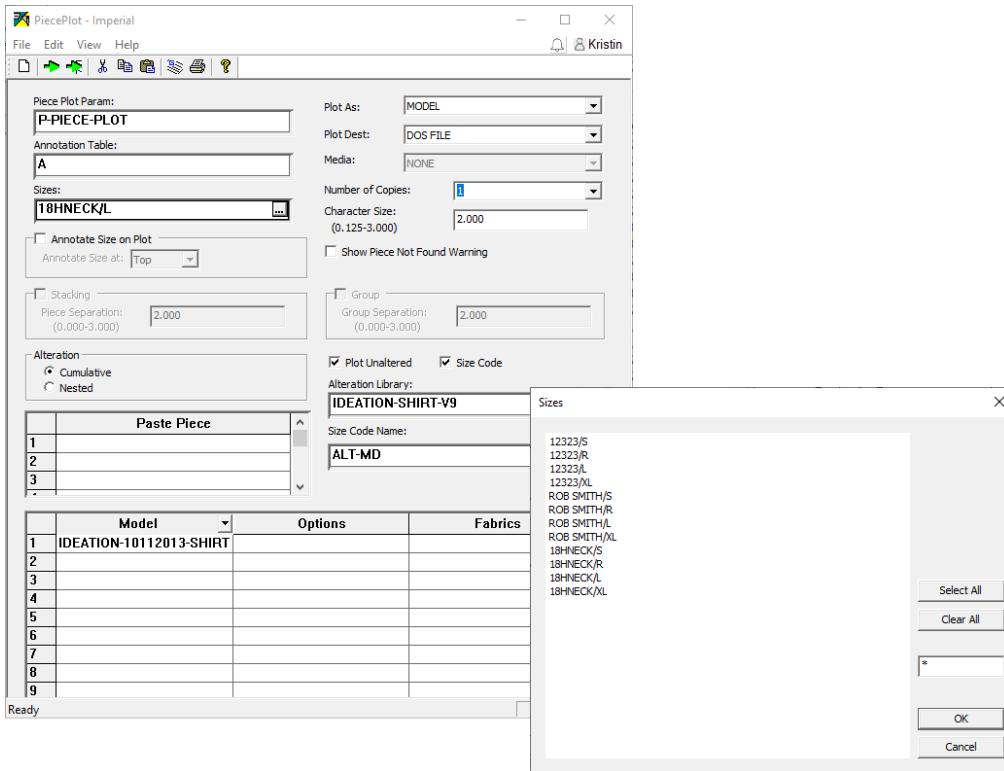 PiecePlot - Imperial
File Edit View Help
Kristin
Piece Plot Param:
P-PIECE-PLOT
Annotation Table:
A
Sizes:
18HNECK/L
...
Annotate Size on Plot
Annotate Size at: Top
Stacking
Piece Separation:
(0.000-3.000)
2.000
Alteration
Cumulative
Nested
Plot As: MODEL
Plot Dest: DOS FILE
Media: NONE
Number of Copies: 1
Character Size:
(0.125-3.000)
2.000
Show Piece Not Found Warning
Group
Group Separation:
(0.000-3.000)
2.000
Plot Unaltered Size Code
Alteration Library:
IDEATION-SHIRT-V9
Size Code Name:
ALT-MD
Paste Piece
1
2
3
Model Options Fabrics
1 IDEATION-10112013-SHIRT
2
3
4
5
6
7
8
9
Ready
Sizes
12323/S
12323/R
12323/L
12323/XL
ROB SMITH/S
ROB SMITH/R
ROB SMITH/L
ROB SMITH/XL
18HNECK/S
18HNECK/R
18HNECK/L
18HNECK/XL
Select All
Clear All
*
OK
Cancel